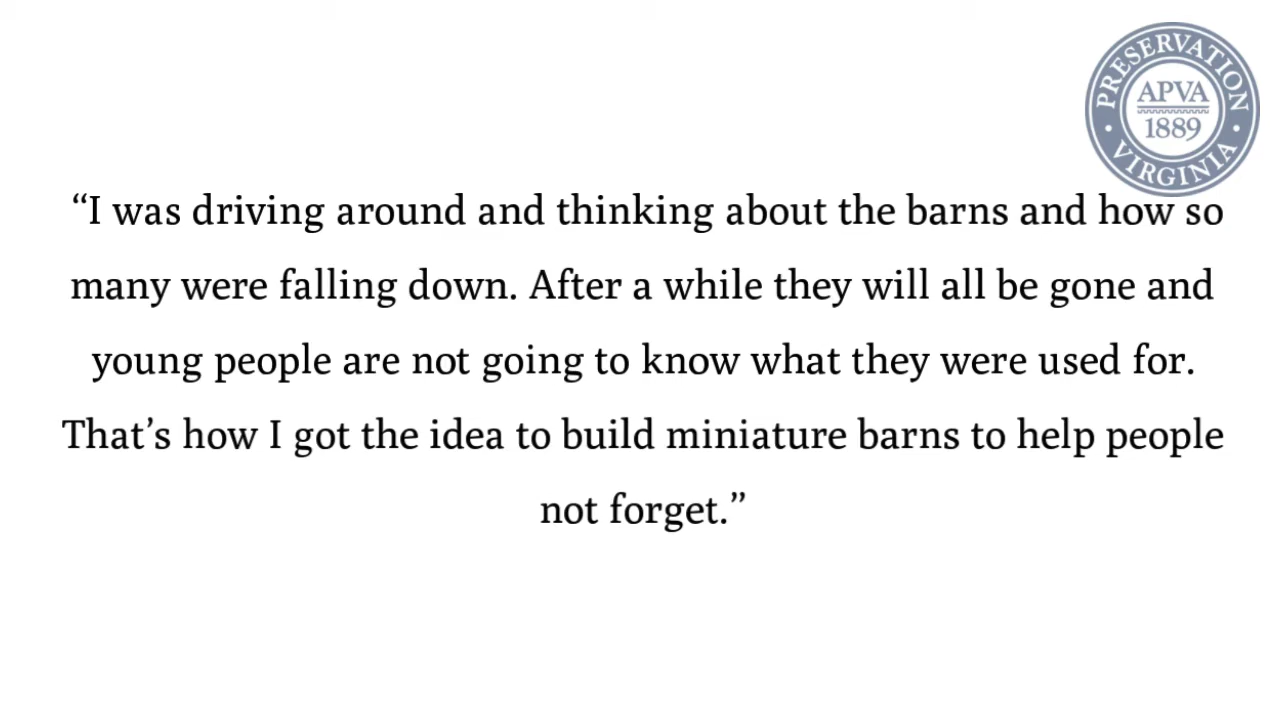 PRESERVATION
APVA
1889
VIRGINIA
“I was driving around and thinking about the barns and how so
many were falling down. After a while they will all be gone and
young people are not going to know what they were used for.
That’s how I got the idea to build miniature barns to help people
not forget.”